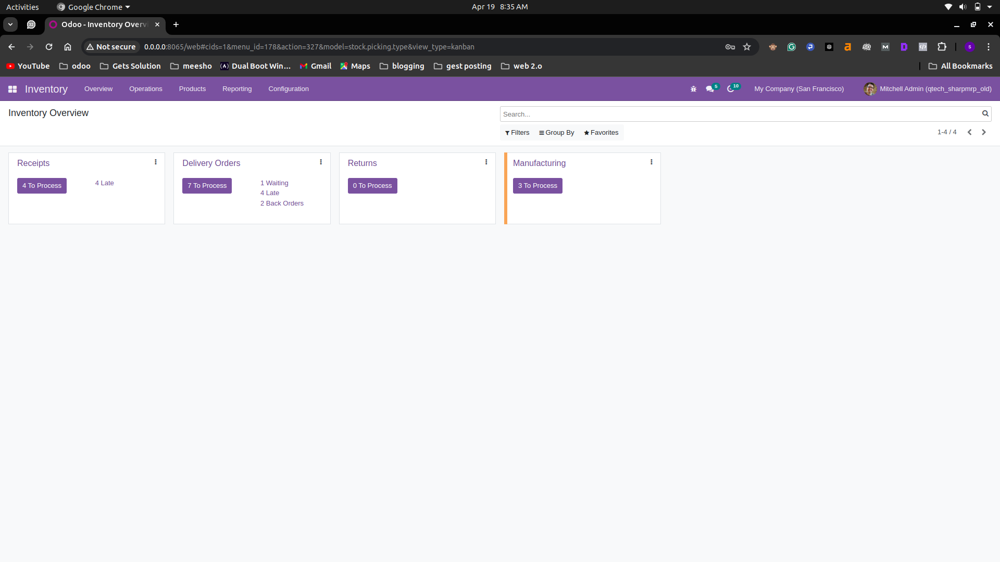 Activities Google Chrome Apr 19 8:35 AM
32 Odoo - Inventory Overv
Not secure 0.0.0.0:8065/web#cids=1&menu_id=178&action=327&model=stock.picking.type&view_type=kanban S
YouTube odoo Gets Solution meesho Dual Boot Win... Gmail Maps blogging gest posting web 2.o All Bookmarks
Inventory Overview Operations Products Reporting Configuration 5 10 My Company (San Francisco) Mitchell Admin (qtech_sharpmrp_old)
Inventory Overview Search...
Filters Group By Favorites 1-4 / 4
Receipts Delivery Orders Returns Manufacturing
4 To Process 4 Late 7 To Process 1 Waiting 0 To Process 3 To Process
4 Late
2 Back Orders